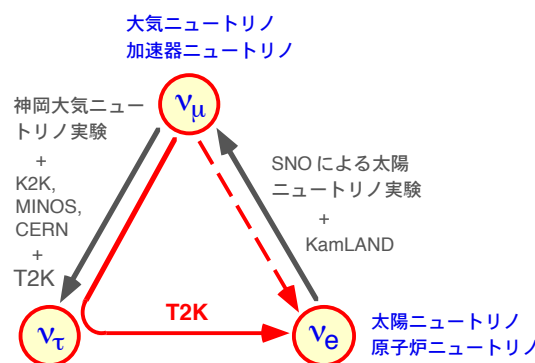 大気ニュートリノ
加速器ニュートリノ
νμ
神岡大気ニュー
トリノ実験
+
K2K,
MINOS,
CERN
+
T2K
SNO による太陽
ニュートリノ実験
+
KamLAND
T2K
ντ
νe
太陽ニュートリノ
原子炉ニュートリノ